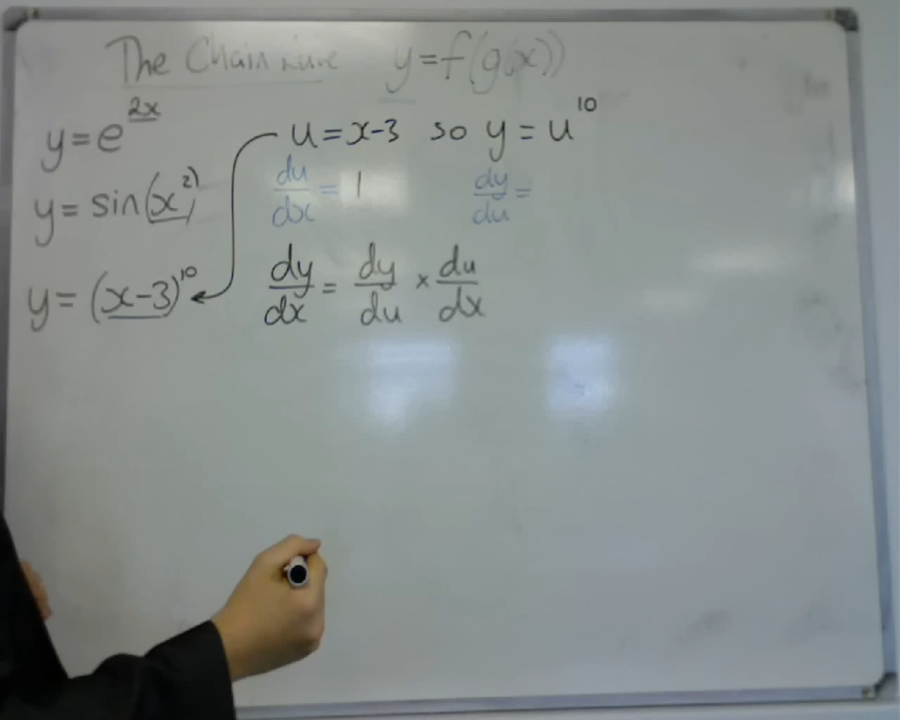 The Chain Rule y=f(g(x))
y=e^{2x}
u=x-3 so y=u^{10}
du/dx = 1 dy/du =
y=sin(x^2)
y=(x-3)^{10}
dy/dx = dy/du × du/dx